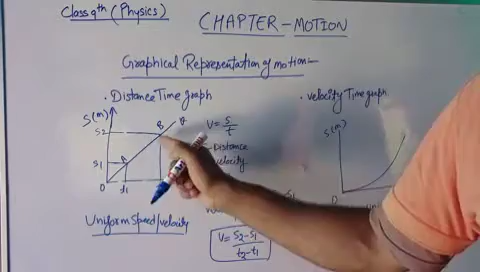 Class 9th (Physics)
CHAPTER - MOTION
Graphical Representation of motion:-
· Distance Time graph
· Velocity Time graph.
S(m)
S2
S1
O
A
B
t1
V = S/t
Distance
velocity
S(m)
Uniform Speed/velocity
V = S2-S1/t2-t1